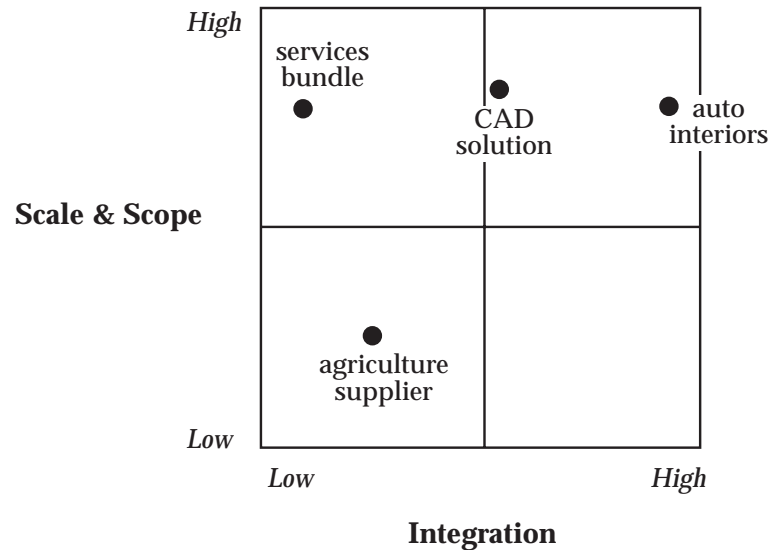 High
services
bundle
CAD
solution
auto
interiors
Scale & Scope
agriculture
supplier
Low
Low
High
Integration